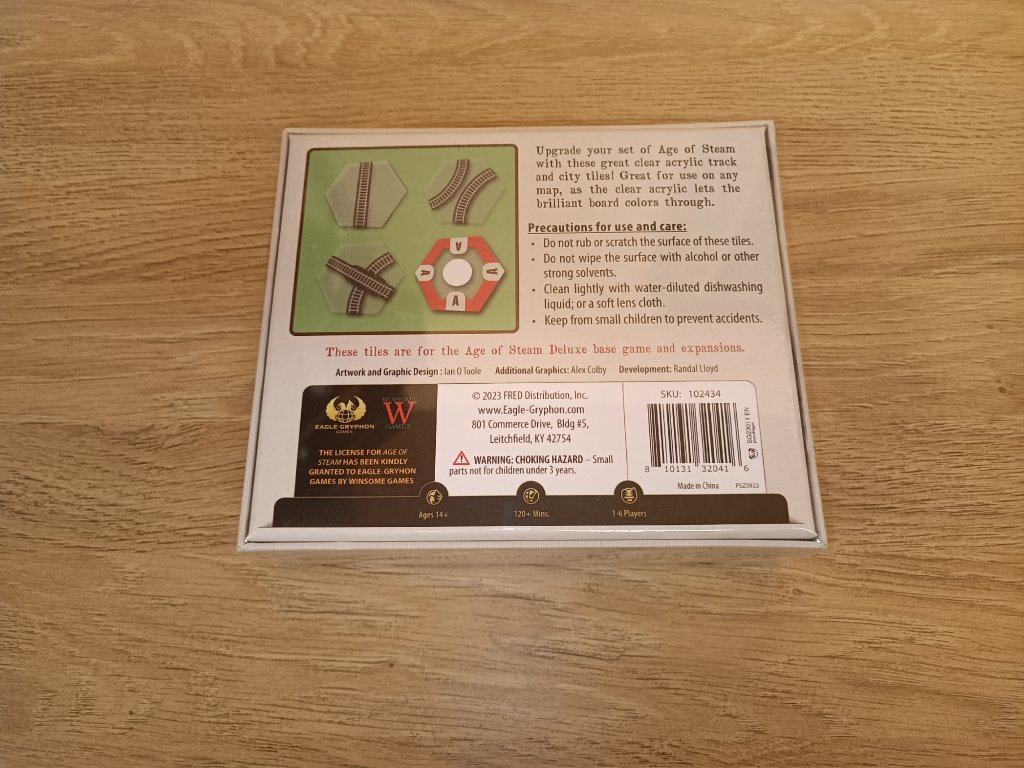 Upgrade your set of Age of Steam
with these great clear acrylic track
and city tiles! Great for use on any
map, as the clear acrylic lets the
brilliant board colors through.
A
A
A
A
Precautions for use and care:
• Do not rub or scratch the surface of these tiles.
• Do not wipe the surface with alcohol or other
strong solvents.
• Clean lightly with water-diluted dishwashing
liquid; or a soft lens cloth.
• Keep from small children to prevent accidents.
These tiles are for the Age of Steam Deluxe base game and expansions.
Artwork and Graphic Design : Ian O Toole Additional Graphics: Alex Colby Development: Randal Lloyd
EAGLE-GRYPHON
GAMES
WINSOME
W
GAMES
THE LICENSE FOR AGE OF
STEAM HAS BEEN KINDLY
GRANTED TO EAGLE-GRYHON
GAMES BY WINSOME GAMES
© 2023 FRED Distribution, Inc.
www.Eagle-Gryphon.com
801 Commerce Drive, Bldg #5,
Leitchfield, KY 42754
WARNING: CHOKING HAZARD – Small
parts not for children under 3 years.
SKU: 102434
8 10131 32041 6
SG23011 EN
Made in China PSZ0923
Ages 14+
120+ Mins.
1-6 Players